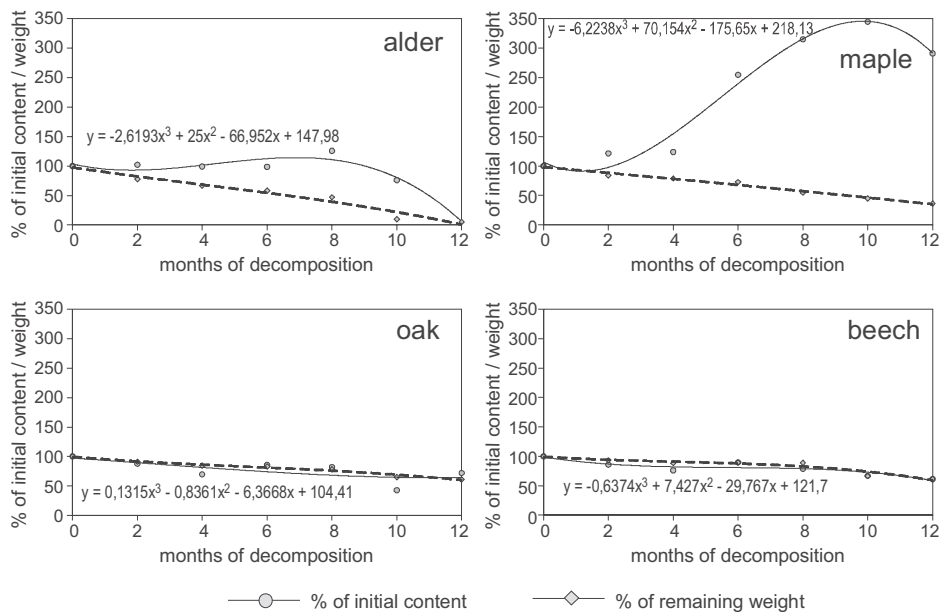 350
300
250
200
150
100
50
0
% of initial content / weight
alder
y = -2,6193x³ + 25x² - 66,952x + 147,98
0 2 4 6 8 10 12
months of decomposition
350
300
250
200
150
100
50
0
% of initial content / weight
y = -6,2238x³ + 70,154x² - 175,65x + 218,13
maple
0 2 4 6 8 10 12
months of decomposition
350
300
250
200
150
100
50
0
% of initial content / weight
oak
y = 0,1315x³ - 0,8361x² - 6,3668x + 104,41
0 2 4 6 8 10 12
months of decomposition
350
300
250
200
150
100
50
0
% of initial content / weight
beech
y = -0,6374x³ + 7,427x² - 29,767x + 121,7
0 2 4 6 8 10 12
months of decomposition
% of initial content
% of remaining weight